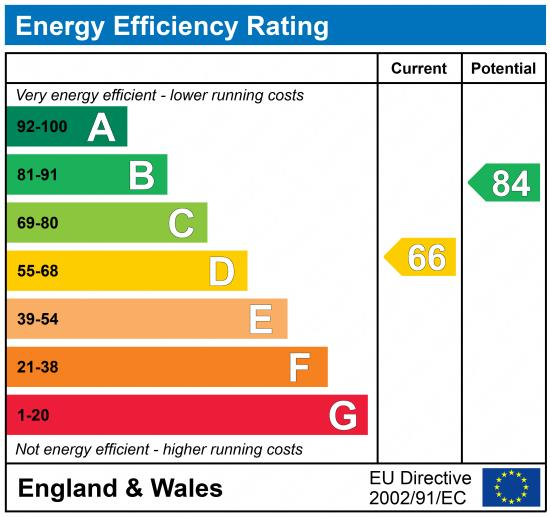 Energy Efficiency Rating
Current Potential
Very energy efficient - lower running costs
92-100 A
81-91 B
84
69-80 C
66
55-68 D
39-54 E
21-38 F
1-20 G
Not energy efficient - higher running costs
England & Wales
EU Directive
2002/91/EC